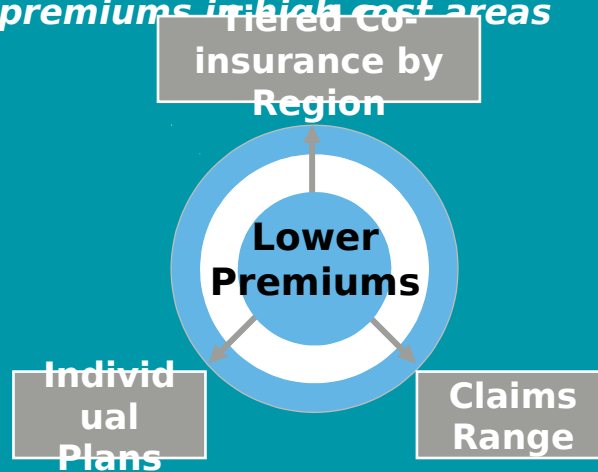 premiums in high cost areas
Tiered Co-
insurance by
Region
Lower
Premiums
Individ
ual
Plans
Claims
Range